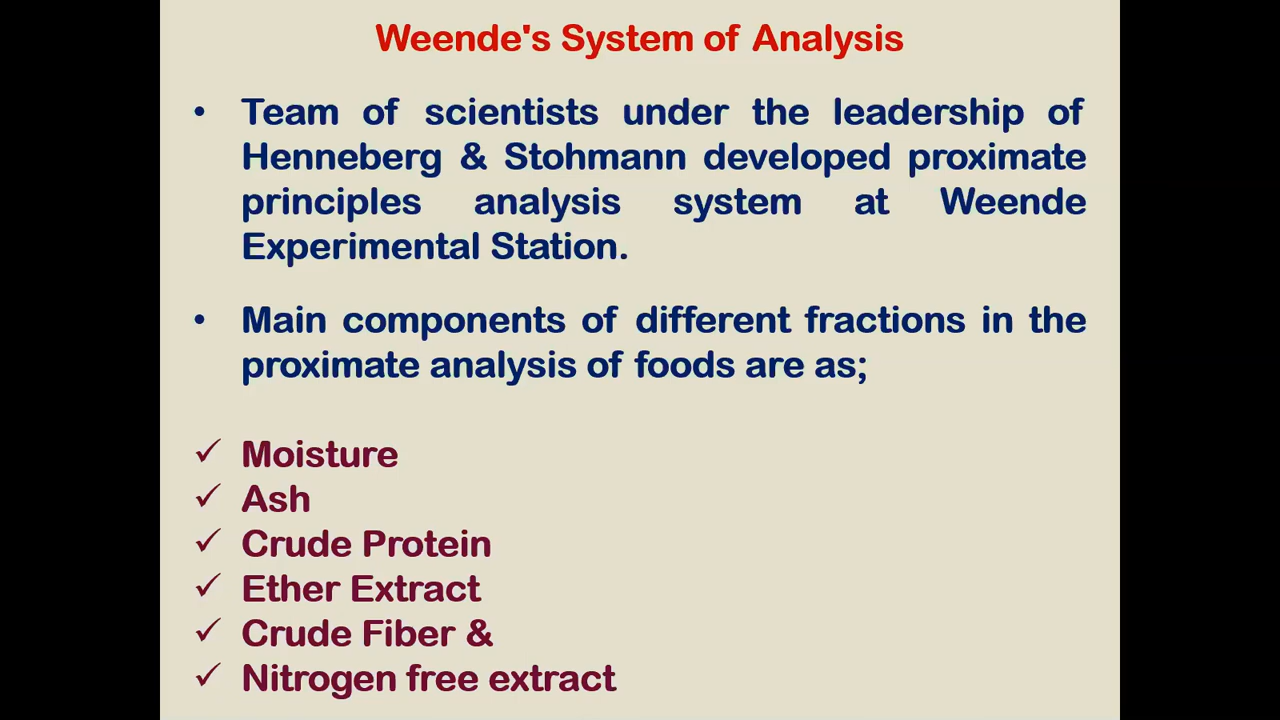 Weende's System of Analysis
• Team of scientists under the leadership of
Henneberg & Stohmann developed proximate
principles analysis system at Weende
Experimental Station.
• Main components of different fractions in the
proximate analysis of foods are as;
✓ Moisture
✓ Ash
✓ Crude Protein
✓ Ether Extract
✓ Crude Fiber &
✓ Nitrogen free extract